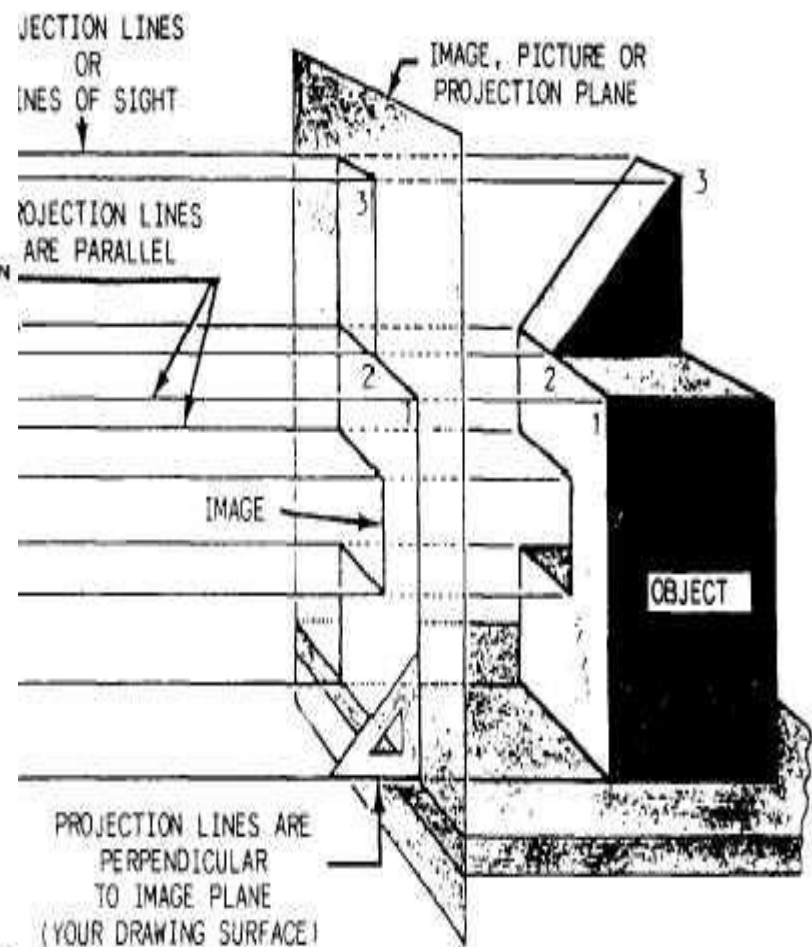 JECTION LINES
OR
INES OF SIGHT
IMAGE, PICTURE OR
PROJECTION PLANE
3
3
ROJECTION LINES
ARE PARALLEL
N
2
2
1
1
IMAGE
OBJECT
PROJECTION LINES ARE
PERPENDICULAR
TO IMAGE PLANE
(YOUR DRAWING SURFACE)